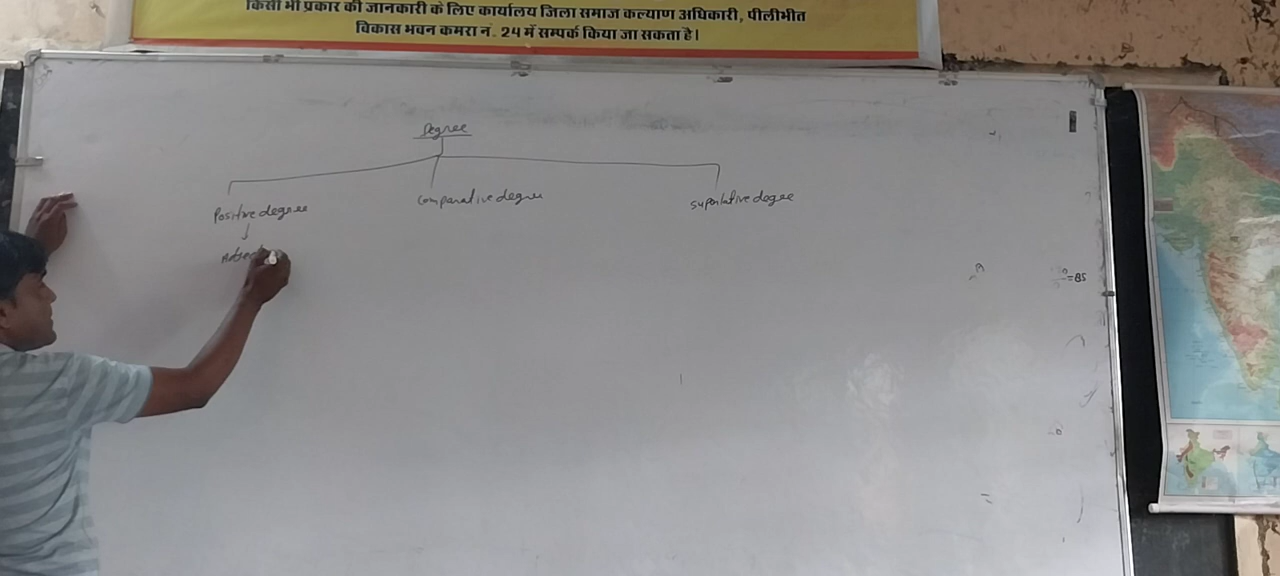 किसी भी प्रकार की जानकारी के लिए कार्यालय जिला समाज कल्याण अधिकारी, पीलीभीत
विकास भवन कमरा नं. 24 में सम्पर्क किया जा सकता है।
Degree
Positive degree
Comparative degree
superlative degree
=85